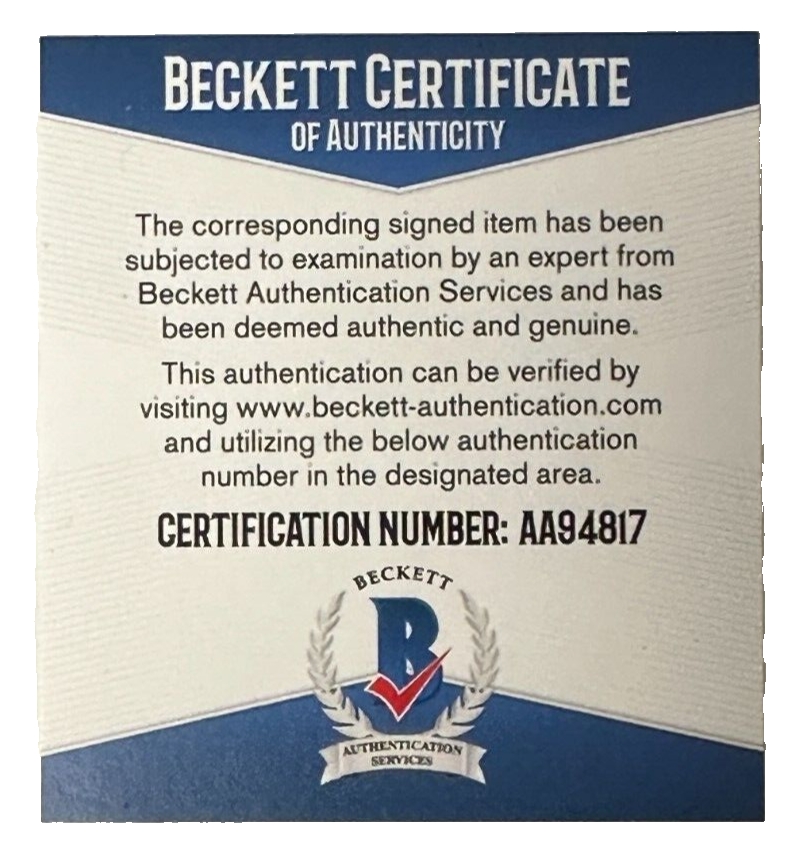 BECKETT CERTIFICATE
OF AUTHENTICITY
The corresponding signed item has been
subjected to examination by an expert from
Beckett Authentication Services and has
been deemed authentic and genuine.
This authentication can be verified by
visiting www.beckett-authentication.com
and utilizing the below authentication
number in the designated area.
CERTIFICATION NUMBER: AA94817
BECKETT
B
AUTHENTICATION
SERVICES